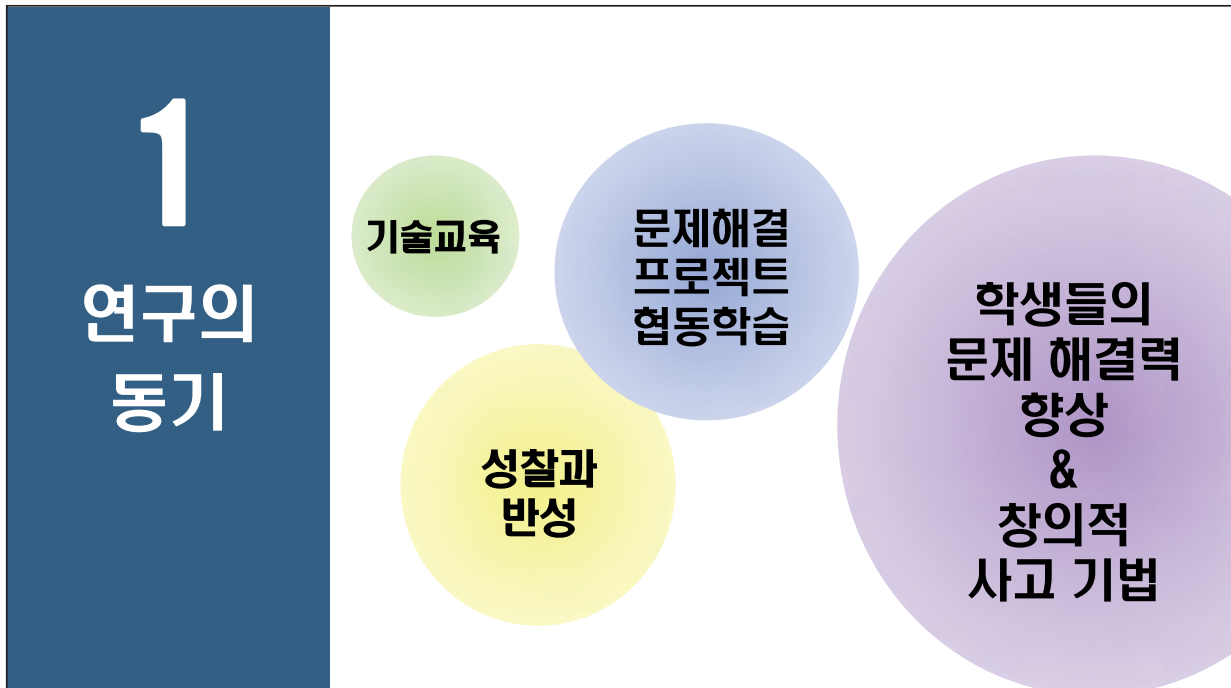 1
연구의
동기
기술교육
문제해결
프로젝트
협동학습
성찰과
반성
학생들의
문제 해결력
향상
&
창의적
사고 기법